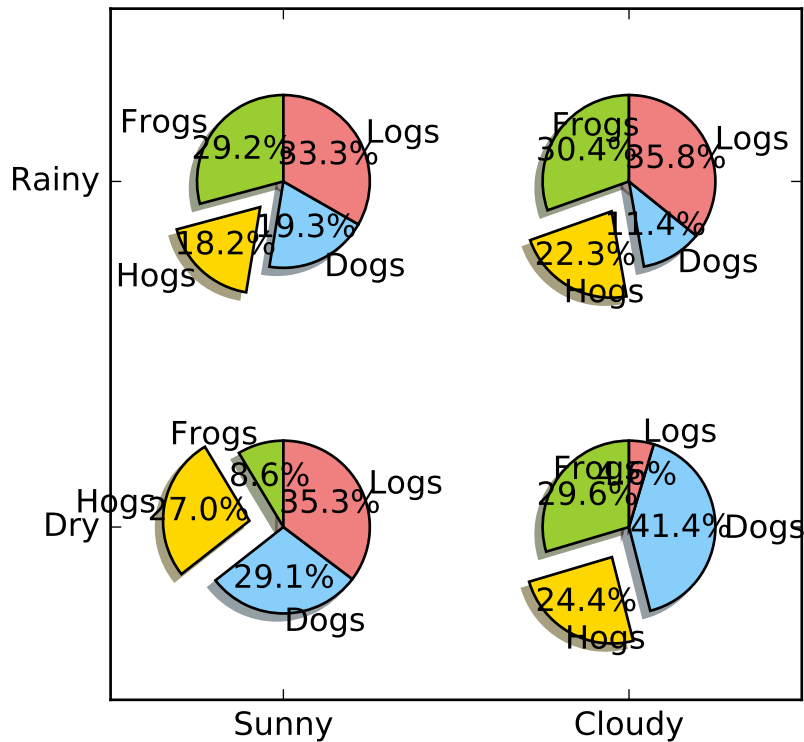 Frogs
Logs
29.2%
33.3%
Rainy
18.2%
19.3%
Hogs
Dogs
Frogs
Logs
30.4%
35.8%
22.3%
11.4%
Hogs
Dogs
Frogs
Logs
8.6%
35.3%
Hogs
27.0%
Dry
29.1%
Dogs
Logs
Frogs
4.6%
29.6%
41.4%
Dogs
24.4%
Hogs
Sunny
Cloudy